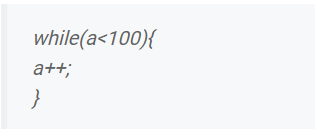 while(a<100){
a++;
}